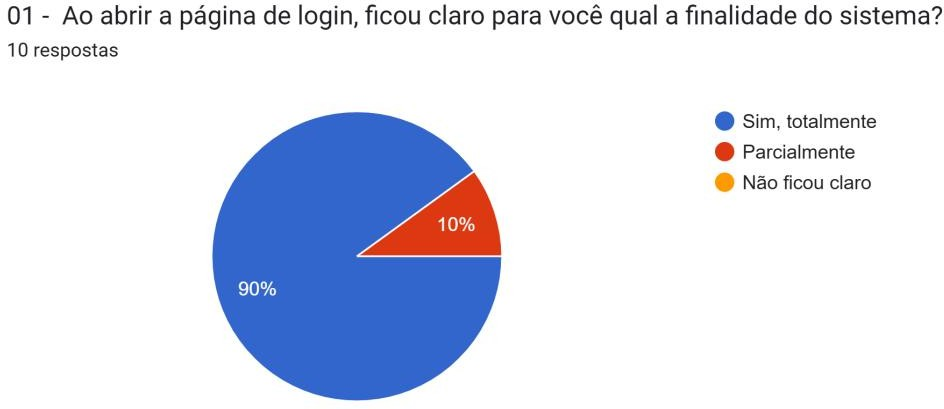 01 - Ao abrir a página de login, ficou claro para você qual a finalidade do sistema?
10 respostas
Sim, totalmente
Parcialmente
Não ficou claro
10%
90%